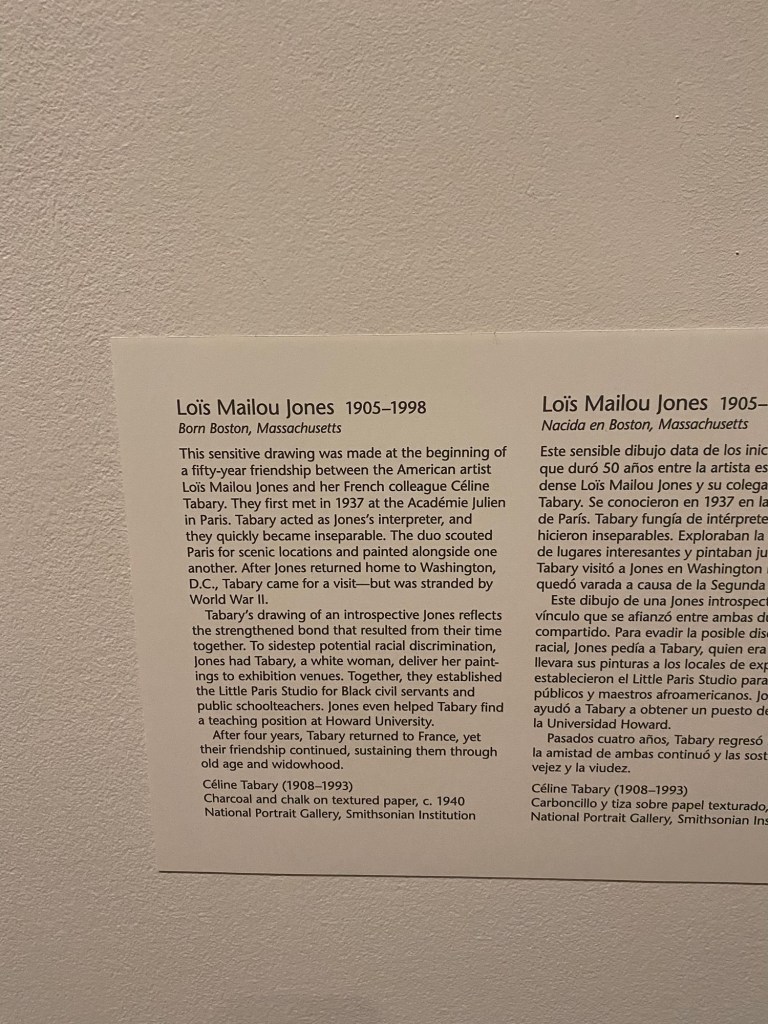 Loïs Mailou Jones 1905–1998
Born Boston, Massachusetts
This sensitive drawing was made at the beginning of
a fifty-year friendship between the American artist
Loïs Mailou Jones and her French colleague Céline
Tabary. They first met in 1937 at the Académie Julien
in Paris. Tabary acted as Jones's interpreter, and
they quickly became inseparable. The duo scouted
Paris for scenic locations and painted alongside one
another. After Jones returned home to Washington,
D.C., Tabary came for a visit—but was stranded by
World War II.
Tabary's drawing of an introspective Jones reflects
the strengthened bond that resulted from their time
together. To sidestep potential racial discrimination,
Jones had Tabary, a white woman, deliver her paint-
ings to exhibition venues. Together, they established
the Little Paris Studio for Black civil servants and
public schoolteachers. Jones even helped Tabary find
a teaching position at Howard University.
After four years, Tabary returned to France, yet
their friendship continued, sustaining them through
old age and widowhood.
Céline Tabary (1908–1993)
Charcoal and chalk on textured paper, c. 1940
National Portrait Gallery, Smithsonian Institution
Loïs Mailou Jones 1905–
Nacida en Boston, Massachusetts
Este sensible dibujo data de los inic
que duró 50 años entre la artista es
dense Loïs Mailou Jones y su colega
Tabary. Se conocieron en 1937 en la
de París. Tabary fungía de intérprete
hicieron inseparables. Exploraban la
de lugares interesantes y pintaban ju
Tabary visitó a Jones en Washington
quedó varada a causa de la Segunda
Este dibujo de una Jones introspect
vínculo que se afianzó entre ambas du
compartido. Para evadir la posible disc
racial, Jones pedía a Tabary, quien era
llevara sus pinturas a los locales de exp
establecieron el Little Paris Studio para
públicos y maestros afroamericanos. Jo
ayudó a Tabary a obtener un puesto de
la Universidad Howard.
Pasados cuatro años, Tabary regresó
la amistad de ambas continuó y las sost
vejez y la viudez.
Céline Tabary (1908–1993)
Carboncillo y tiza sobre papel texturado,
National Portrait Gallery, Smithsonian Ins